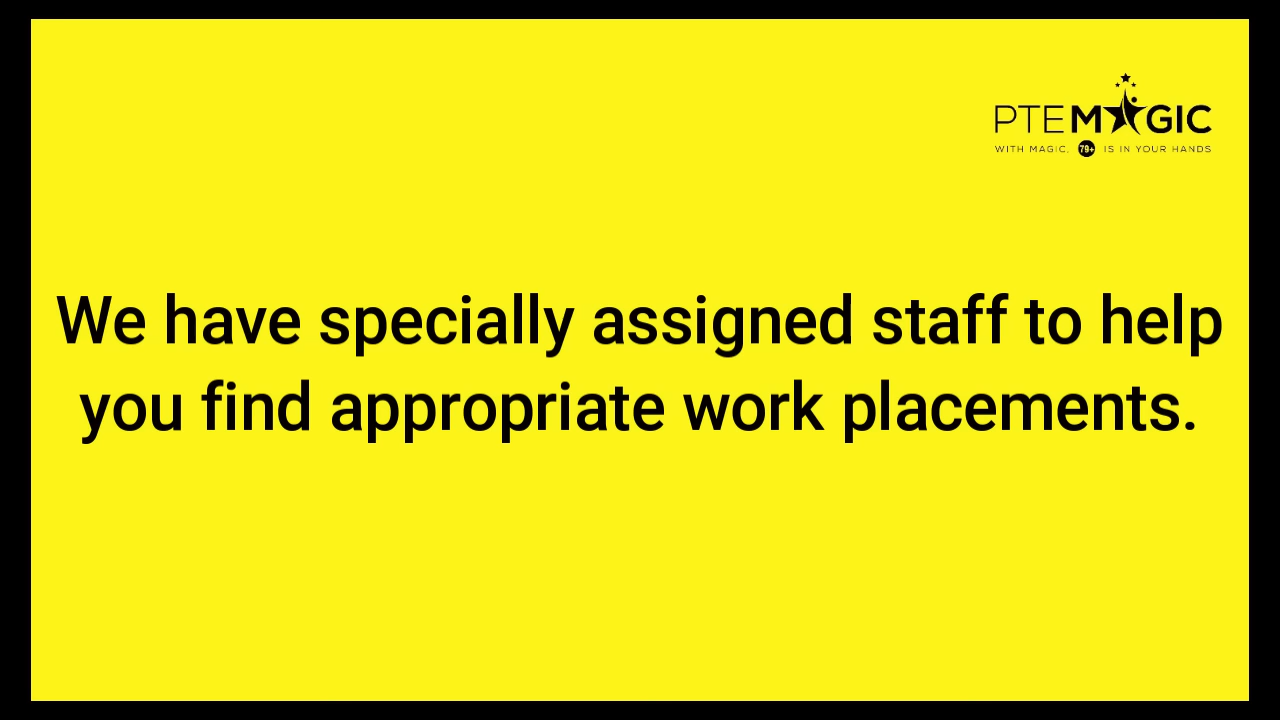 PTEMAGIC
WITH MAGIC, 79+ IS IN YOUR HANDS
We have specially assigned staff to help
you find appropriate work placements.